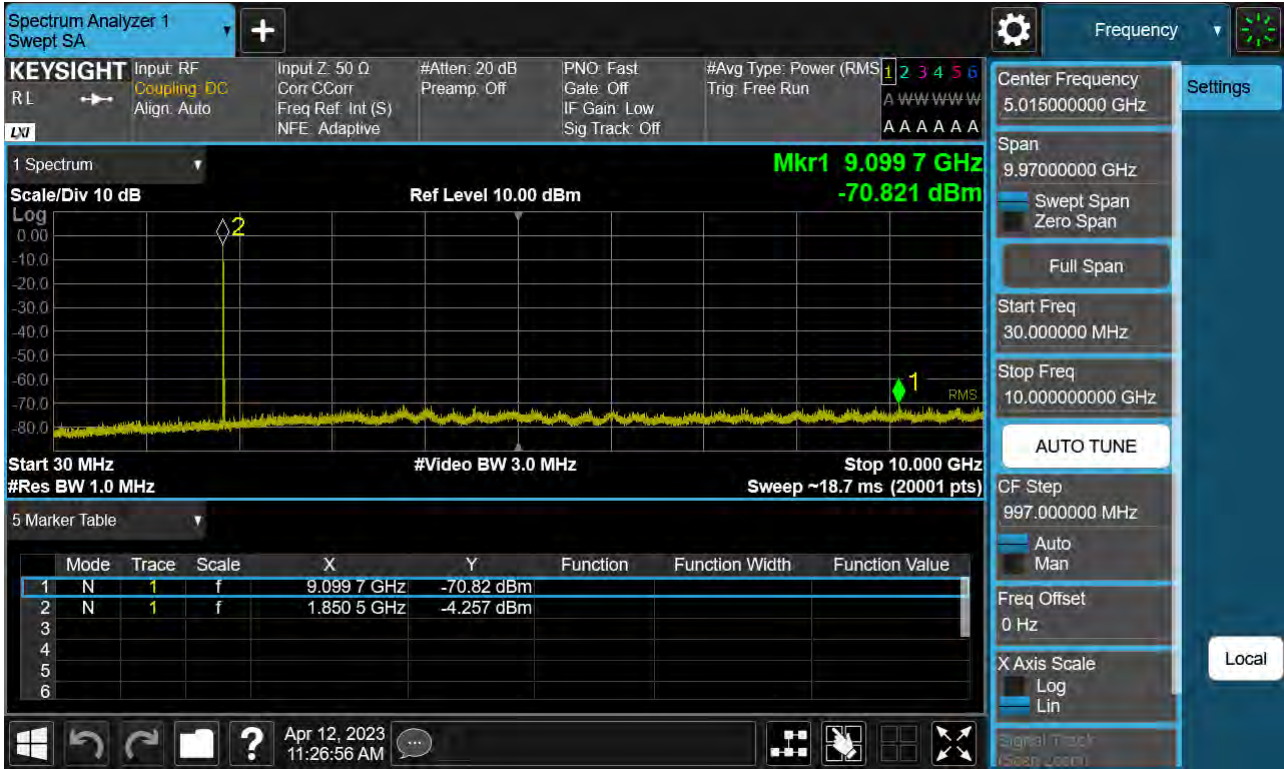 Spectrum Analyzer 1
Swept SA
Frequency
KEYSIGHT
RL
LXI
Input: RF
Coupling: DC
Align: Auto
Input Z: 50 Ω
Corr CCorr
Freq Ref: Int (S)
NFE: Adaptive
#Atten: 20 dB
Preamp: Off
PNO: Fast
Gate: Off
IF Gain: Low
Sig Track: Off
#Avg Type: Power (RMS
Trig: Free Run
1 2 3 4 5 6
A W W W W W
A A A A A A
1 Spectrum
Scale/Div 10 dB
Ref Level 10.00 dBm
Mkr1 9.099 7 GHz
-70.821 dBm
Log
0.00
-10.0
-20.0
-30.0
-40.0
-50.0
-60.0
-70.0
-80.0
2
1
RMS
Start 30 MHz
#Video BW 3.0 MHz
Stop 10.000 GHz
#Res BW 1.0 MHz
Sweep ~18.7 ms (20001 pts)
5 Marker Table
Mode Trace Scale X Y Function Function Width Function Value
1 N 1 f 9.099 7 GHz -70.82 dBm
2 N 1 f 1.850 5 GHz -4.257 dBm
3
4
5
6
Center Frequency
5.015000000 GHz
Span
9.97000000 GHz
Swept Span
Zero Span
Full Span
Start Freq
30.000000 MHz
Stop Freq
10.000000000 GHz
AUTO TUNE
CF Step
997.000000 MHz
Auto
Man
Freq Offset
0 Hz
X Axis Scale
Log
Lin
Signal Track
(Span Zoom)
Settings
Local
?
Apr 12, 2023
11:26:56 AM